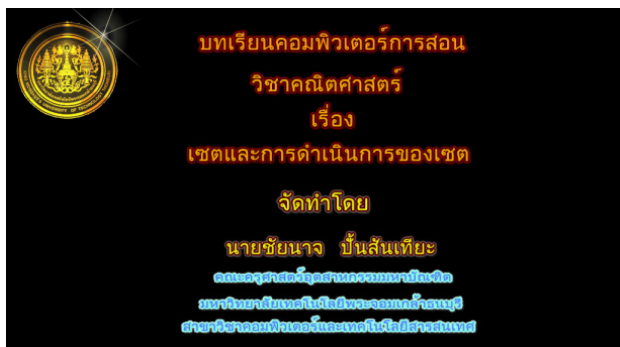 บทเรียนคอมพิวเตอร์การสอน
วิชาคณิตศาสตร์
เรื่อง
เซตและการดำเนินการของเซต
จัดทำโดย
นายชัยนาจ ปั้นสันเทียะ
คณะครุศาสตร์อุตสาหกรรมมหาบัณฑิต
มหาวิทยาลัยเทคโนโลยีพระจอมเกล้าธนบุรี
สาขาวิชาคอมพิวเตอร์และเทคโนโลยีสารสนเทศ